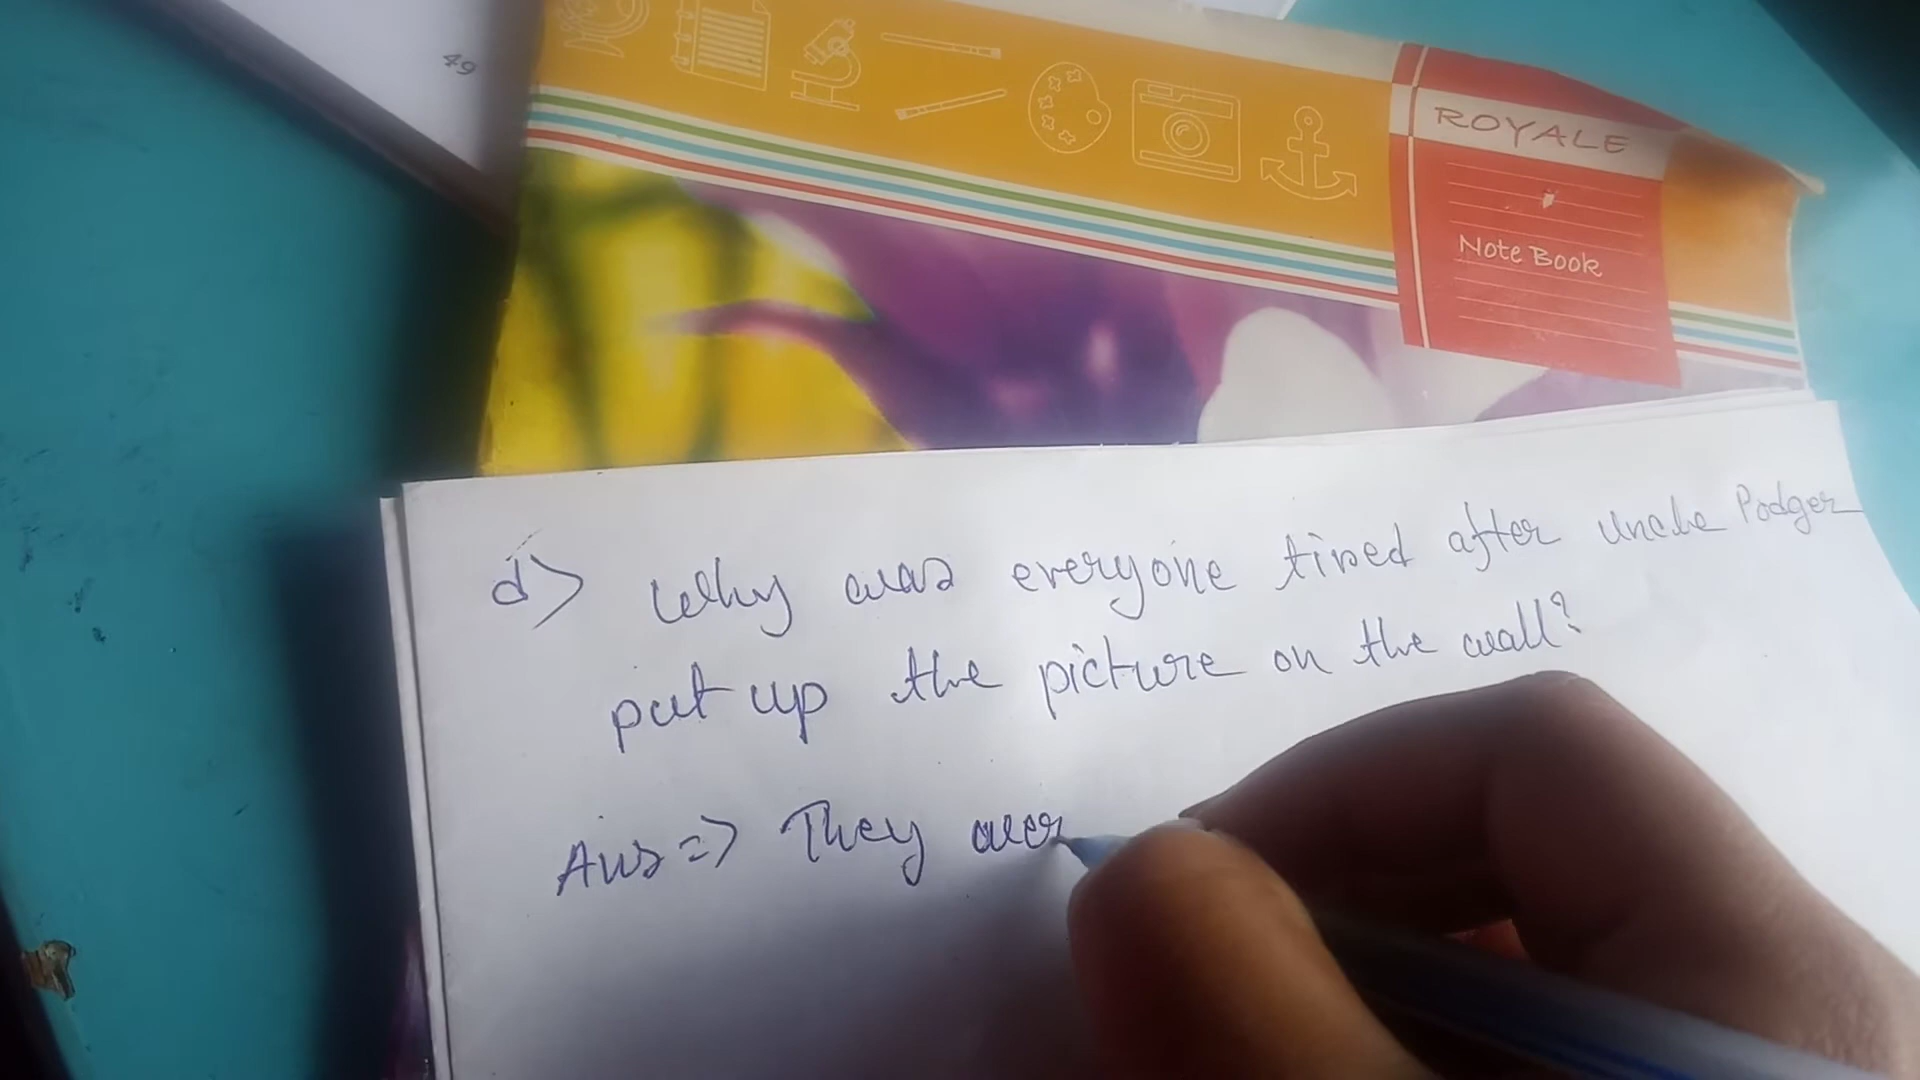 49
ROYALE
Note Book
d) Why was everyone tired after Uncle Podger
put up the picture on the wall?
Ans => They wer